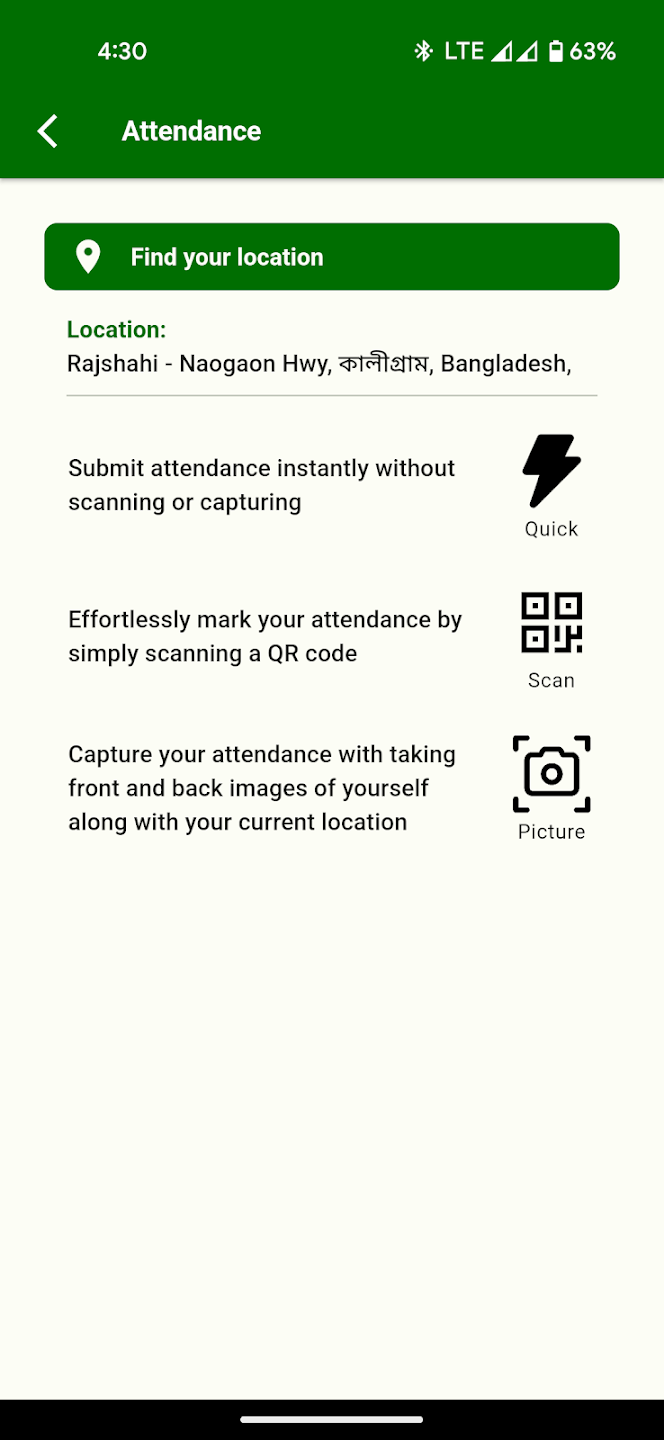 4:30 LTE 63%
Attendance
Find your location
Location:
Rajshahi - Naogaon Hwy, কালীগ্রাম, Bangladesh,
Submit attendance instantly without
scanning or capturing
Quick
Effortlessly mark your attendance by
simply scanning a QR code
Scan
Capture your attendance with taking
front and back images of yourself
along with your current location
Picture